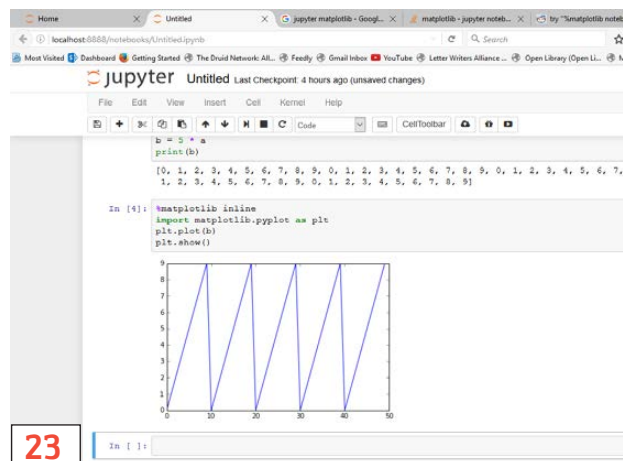 Home
Untitled
jupyter matplotlib - Googl...
matplotlib - jupyter noteb...
try "%matplotlib noteb
localhost:8888/notebooks/Untitled.ipynb
Search
Most Visited Dashboard Getting Started The Druid Network: All... Feedly Gmail Inbox YouTube Letter Writers Alliance ... Open Library (Open Li...
jupyter Untitled Last Checkpoint: 4 hours ago (unsaved changes)
File Edit View Insert Cell Kernel Help
Code CellToolbar
b = 5 * a
print(b)
[0, 1, 2, 3, 4, 5, 6, 7, 8, 9, 0, 1, 2, 3, 4, 5, 6, 7, 8, 9, 0, 1, 2, 3, 4, 5, 6, 7,
1, 2, 3, 4, 5, 6, 7, 8, 9, 0, 1, 2, 3, 4, 5, 6, 7, 8, 9]
In [4]: %matplotlib inline
import matplotlib.pyplot as plt
plt.plot(b)
plt.show()
9
8
7
6
5
4
3
2
1
0
0 10 20 30 40 50
In [ ]:
23